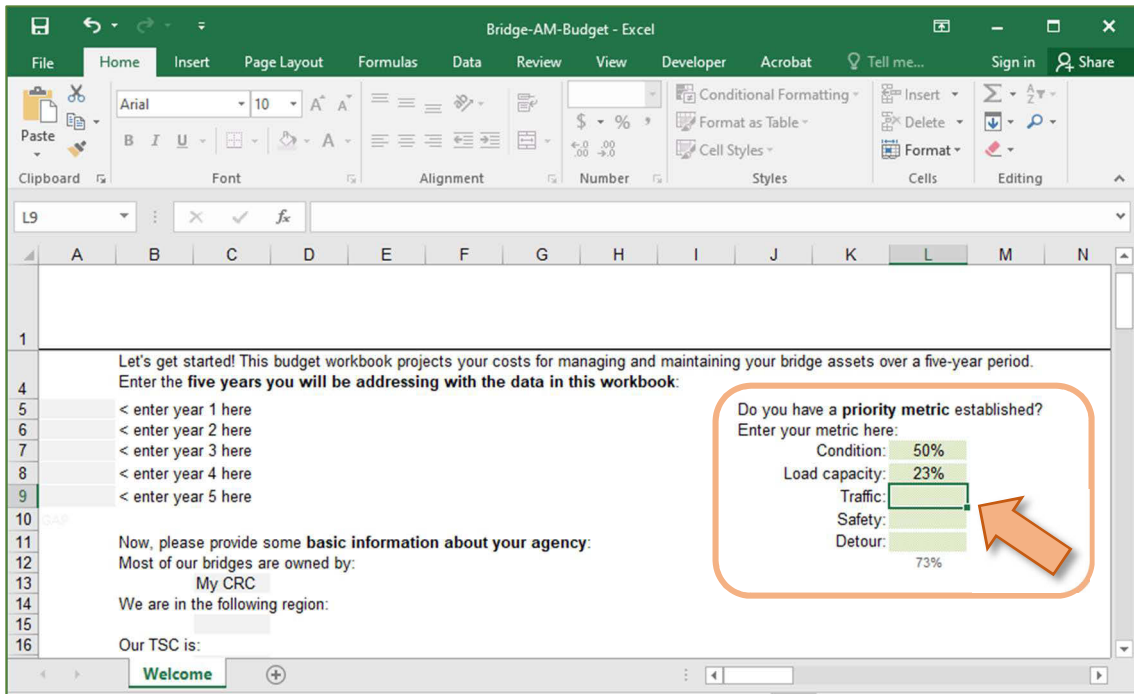 Bridge-AM-Budget - Excel
File Home Insert Page Layout Formulas Data Review View Developer Acrobat Tell me... Sign in Share
Paste
Arial 10 A A
B I U A
$ % ,
Conditional Formatting
Format as Table
Cell Styles
Insert
Delete
Format
Clipboard Font Alignment Number Styles Cells Editing
L9 fx
A B C D E F G H I J K L M N
1
Let's get started! This budget workbook projects your costs for managing and maintaining your bridge assets over a five-year period.
4 Enter the five years you will be addressing with the data in this workbook:
5 < enter year 1 here Do you have a priority metric established?
6 < enter year 2 here Enter your metric here:
7 < enter year 3 here Condition: 50%
8 < enter year 4 here Load capacity: 23%
9 < enter year 5 here Traffic:
10 GAP Safety:
11 Now, please provide some basic information about your agency: Detour:
12 Most of our bridges are owned by: 73%
13 My CRC
14 We are in the following region:
15
16 Our TSC is:
Welcome